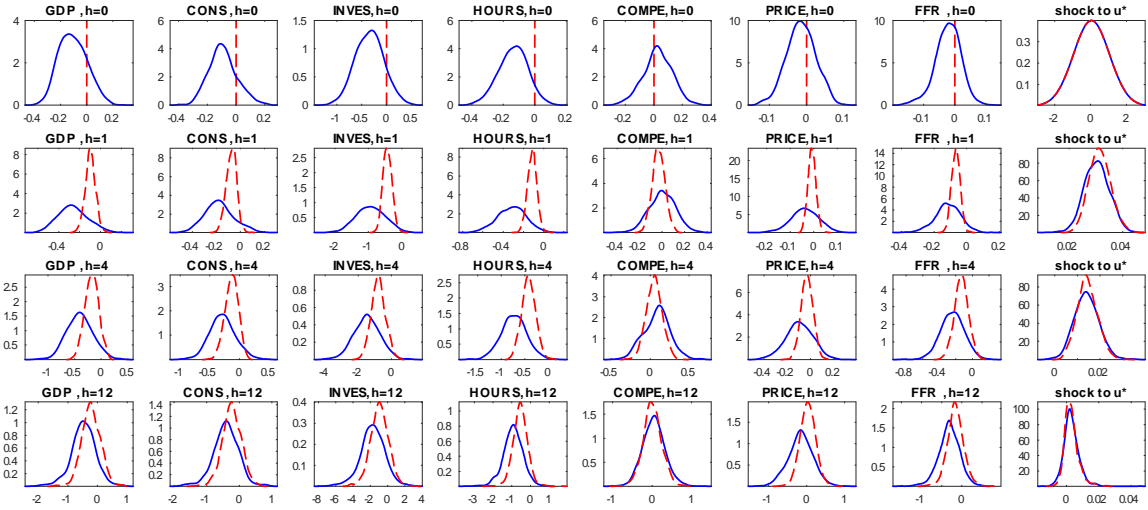 GDP , h=0 CONS, h=0 INVES, h=0 HOURS, h=0 COMPE, h=0 PRICE, h=0 FFR , h=0 shock to u*
4 6 1.5 6 6 10 10 0.4
2 4 1 4 4 5 5 0.3
0 2 0.5 2 2 0 0 0.2
0 0 0 0 0.1
-0.4 -0.2 0 0.2 -0.4 -0.2 0 0.2 -0.5 0 0.5 -0.4 -0.2 0 0.2 -0.2 0 0.2 0.4 -0.1 0 0.1 -0.1 0 0.1 -2 0 2
GDP , h=1 CONS, h=1 INVES, h=1 HOURS, h=1 COMPE, h=1 PRICE, h=1 FFR , h=1 shock to u*
8 8 2.5 8 6 20 14 80
6 6 2 6 4 15 12 60
4 4 1.5 4 2 10 10 40
2 2 1 2 5 8 20
0.5 6
4
2
-0.4 0 -0.4 -0.2 0 0.2 -2 -1 0 -0.8 -0.4 0 -0.4 -0.2 0 0.2 0.4 -0.2 -0.1 0 0.1 -0.4 -0.2 0 0.2 0.02 0.04
GDP , h=4 CONS, h=4 INVES, h=4 HOURS, h=4 COMPE, h=4 PRICE, h=4 FFR , h=4 shock to u*
2.5 3 0.8 2.5 4 8 4 80
2 2 0.6 2 3 6 3 60
1.5 1 0.4 1.5 2 4 2 40
1 0.2 1 1 2 1 20
0.5 0.5
-1 -0.5 0 0.5 -1 -0.5 0 0.5 -4 -2 0 2 -1.5 -1 -0.5 0 0.5 -0.5 0 0.5 -0.4 -0.2 0 0.2 0.4 -0.8 -0.4 0 0.4 0 0.02
GDP , h=12 CONS, h=12 INVES, h=12 HOURS, h=12 COMPE, h=12 PRICE, h=12 FFR , h=12 shock to u*
1.4 1.4 0.4 1.2 1.5 1.5 2 100
1.2 1.2 0.3 1 1 1 1.5 80
1 1 0.2 0.8 0.5 0.5 1 60
0.8 0.8 0.1 0.6 0.5 40
0.6 0.6 0.4 20
0.4 0.4 0.2
0.2 0.2
-2 -1 0 1 -2 -1 0 1 -8 -6 -4 -2 0 2 4 -3 -2 -1 0 1 -1 0 1 -1 0 1 -1 0 0 0.02 0.04